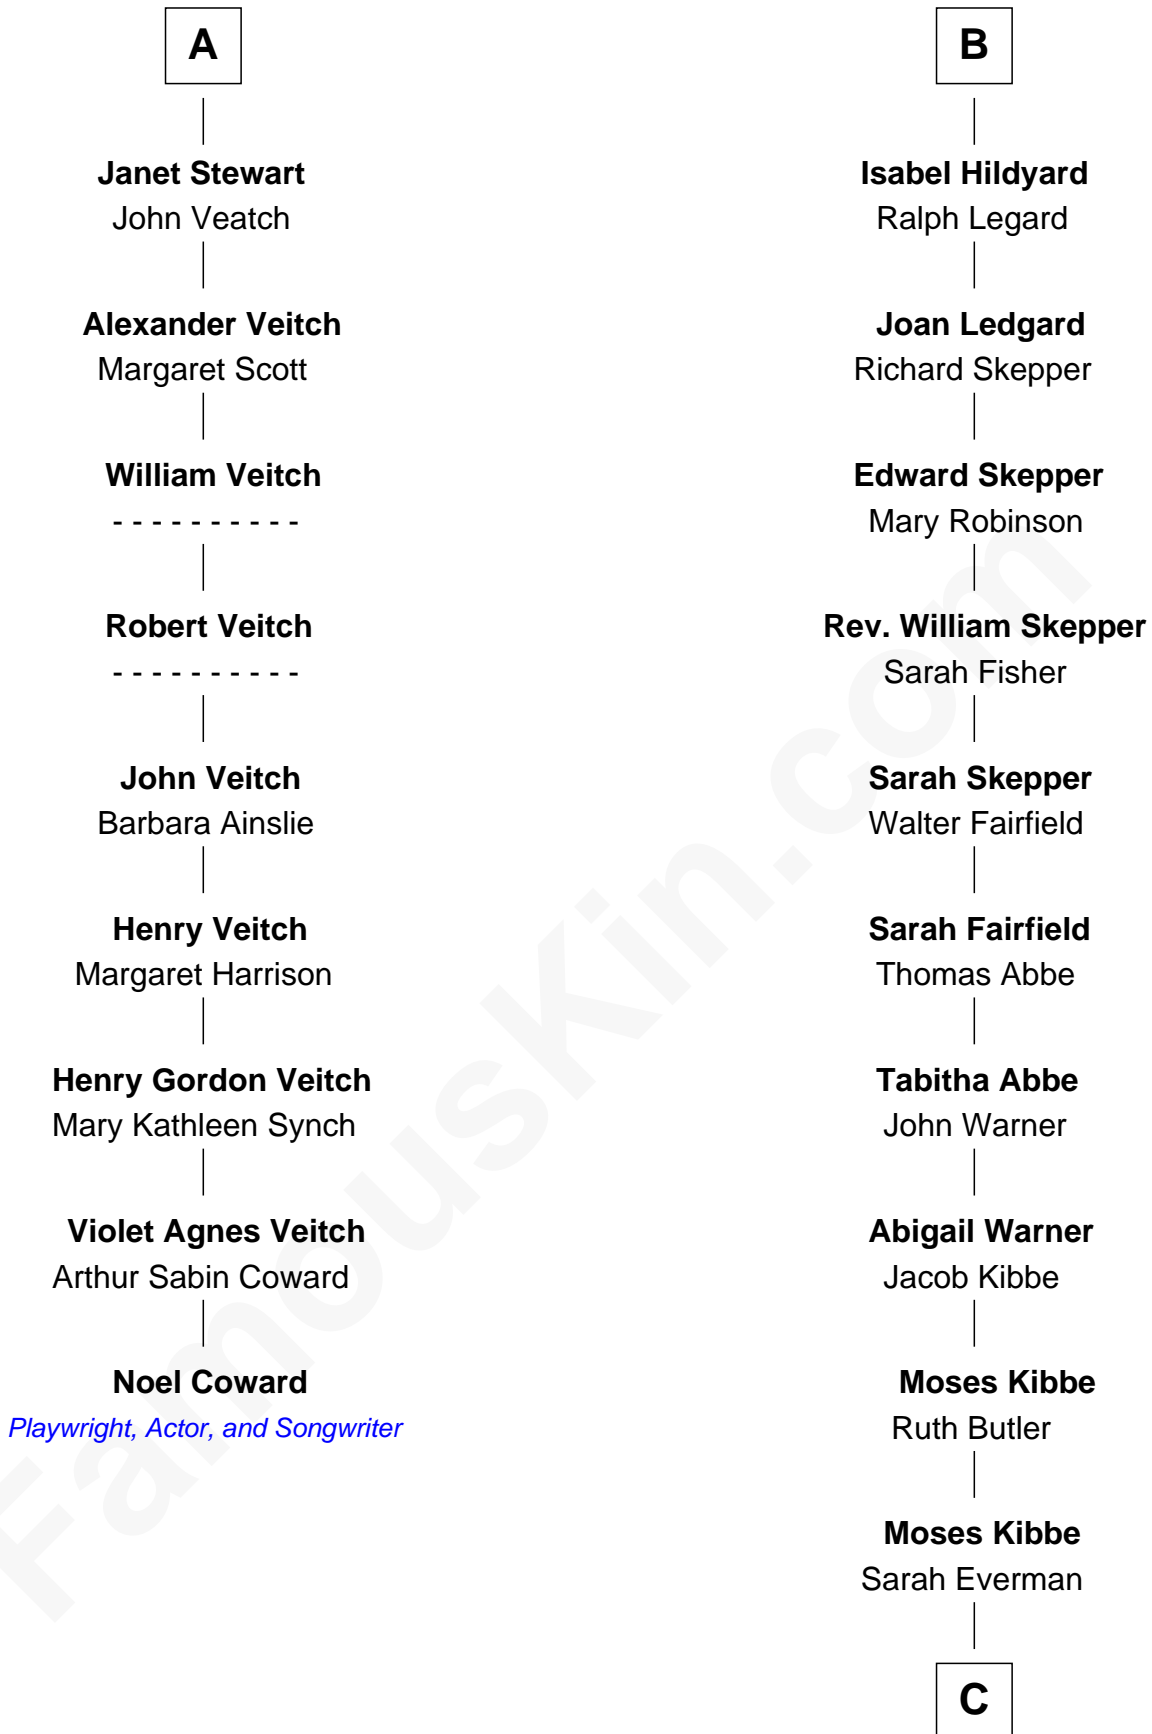 A
Janet Stewart
John Veatch
Alexander Veitch
Margaret Scott
William Veitch
- - - - - - - - - -
Robert Veitch
- - - - - - - - - -
John Veitch
Barbara Ainslie
Henry Veitch
Margaret Harrison
Henry Gordon Veitch
Mary Kathleen Synch
Violet Agnes Veitch
Arthur Sabin Coward
Noel Coward
Playwright, Actor, and Songwriter
B
Isabel Hildyard
Ralph Legard
Joan Ledgard
Richard Skepper
Edward Skepper
Mary Robinson
Rev. William Skepper
Sarah Fisher
Sarah Skepper
Walter Fairfield
Sarah Fairfield
Thomas Abbe
Tabitha Abbe
John Warner
Abigail Warner
Jacob Kibbe
Moses Kibbe
Ruth Butler
Moses Kibbe
Sarah Everman
C
FamousKin.com